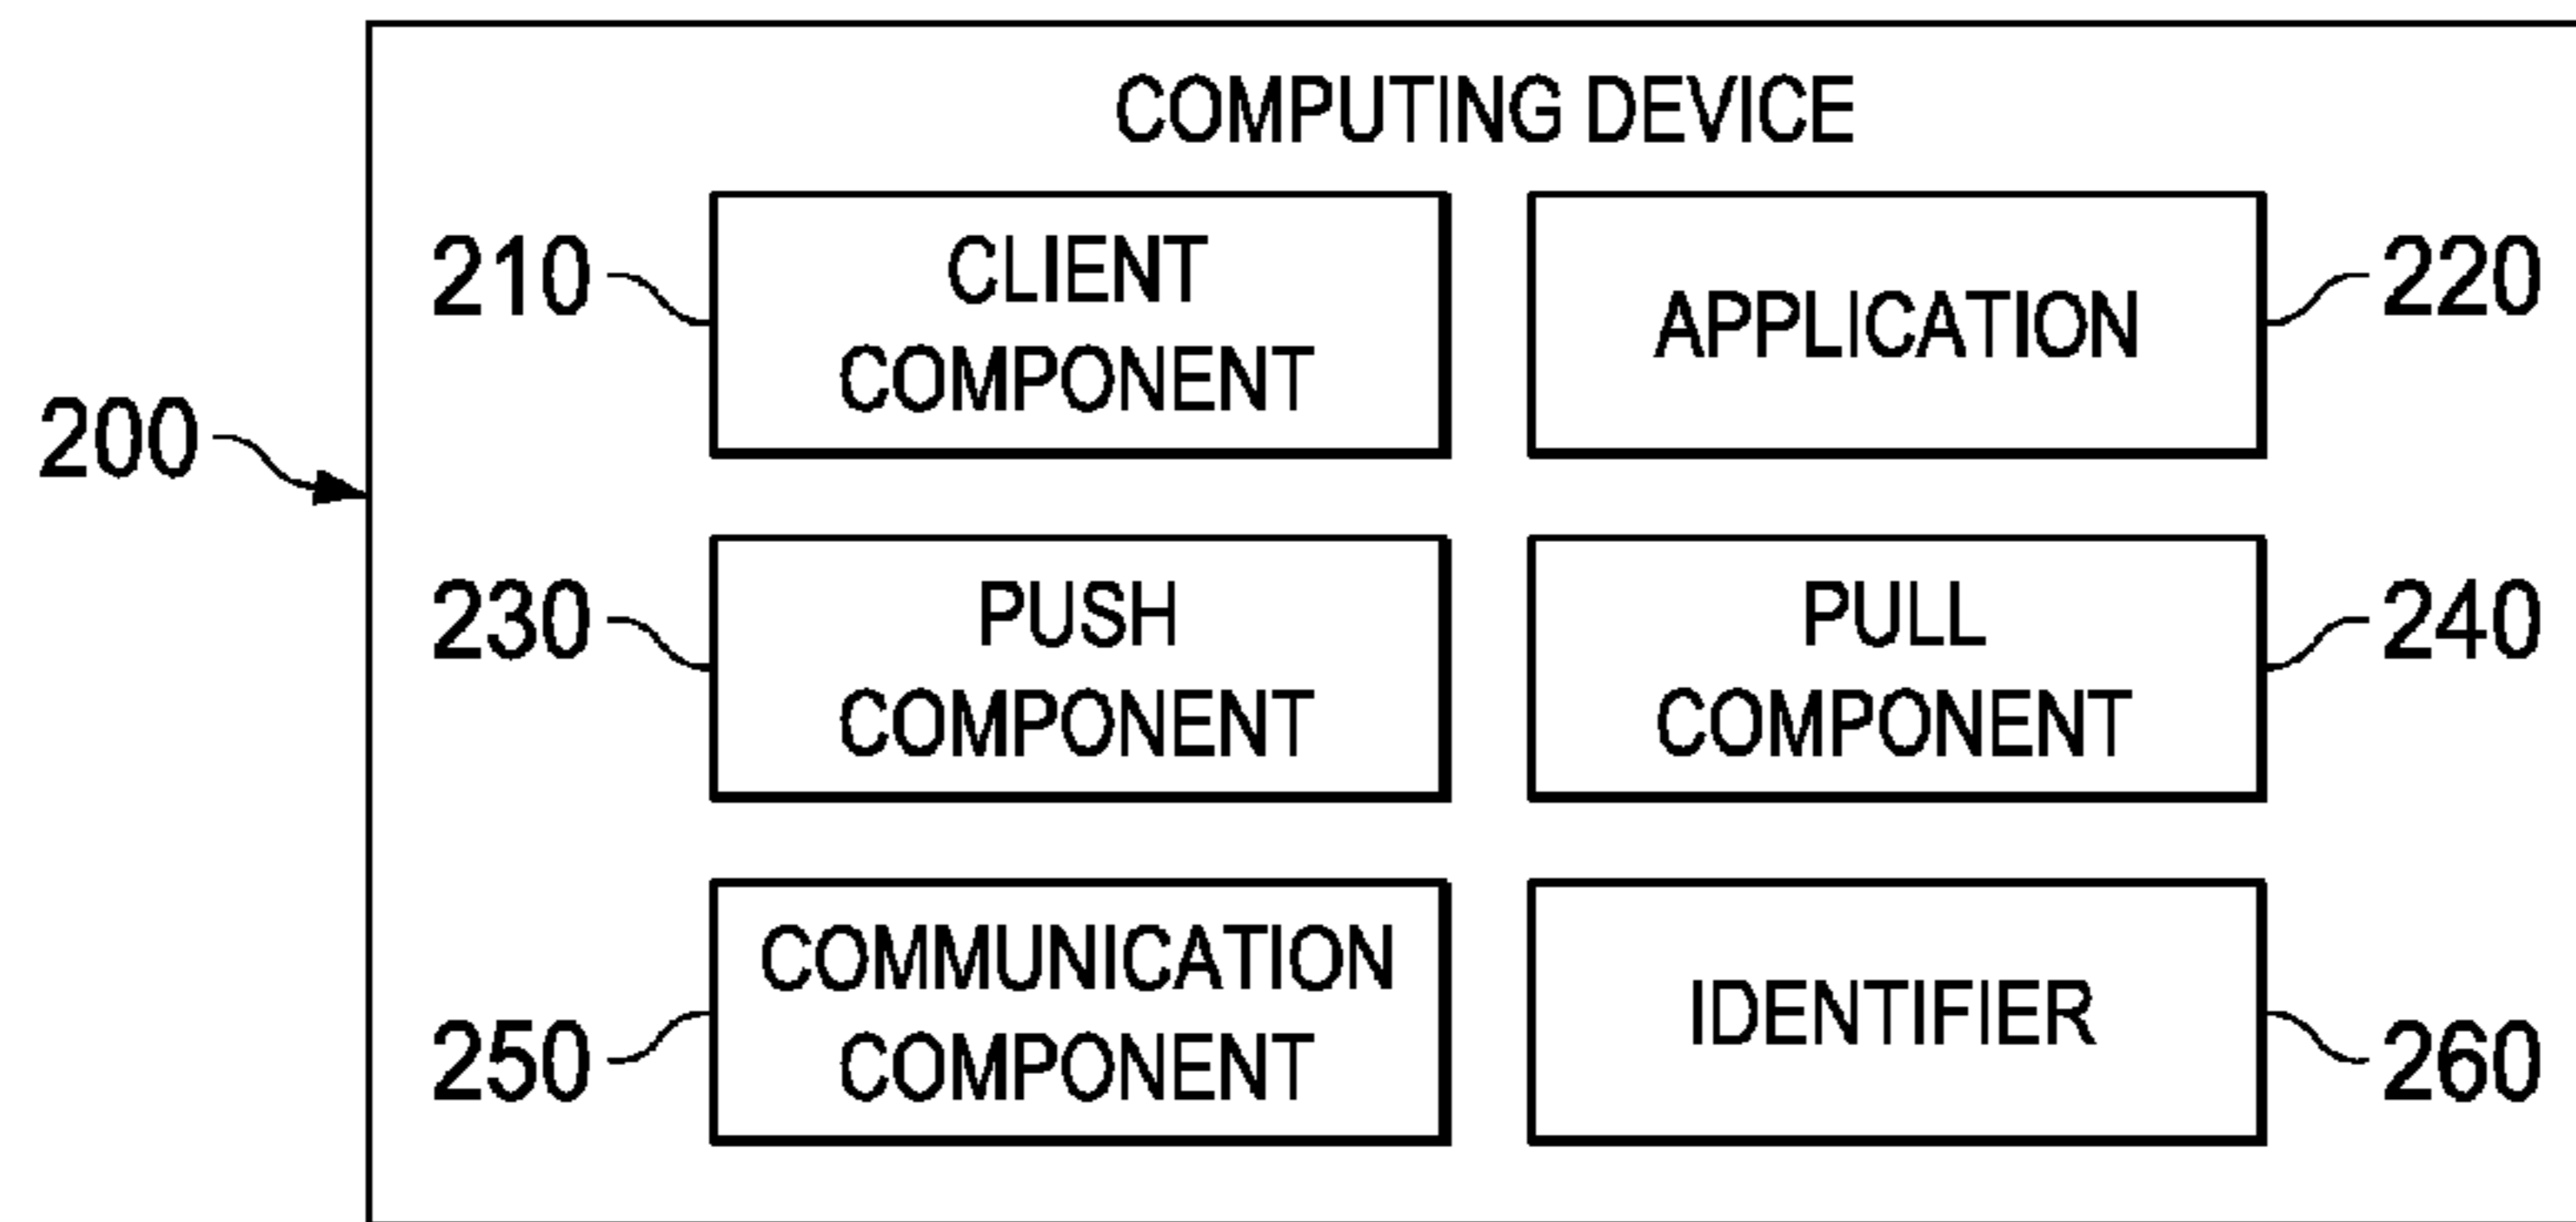 COMPUTING DEVICE
210
CLIENT
COMPONENT
APPLICATION
220
200
230
PUSH
COMPONENT
PULL
COMPONENT
240
250
COMMUNICATION
COMPONENT
IDENTIFIER
260